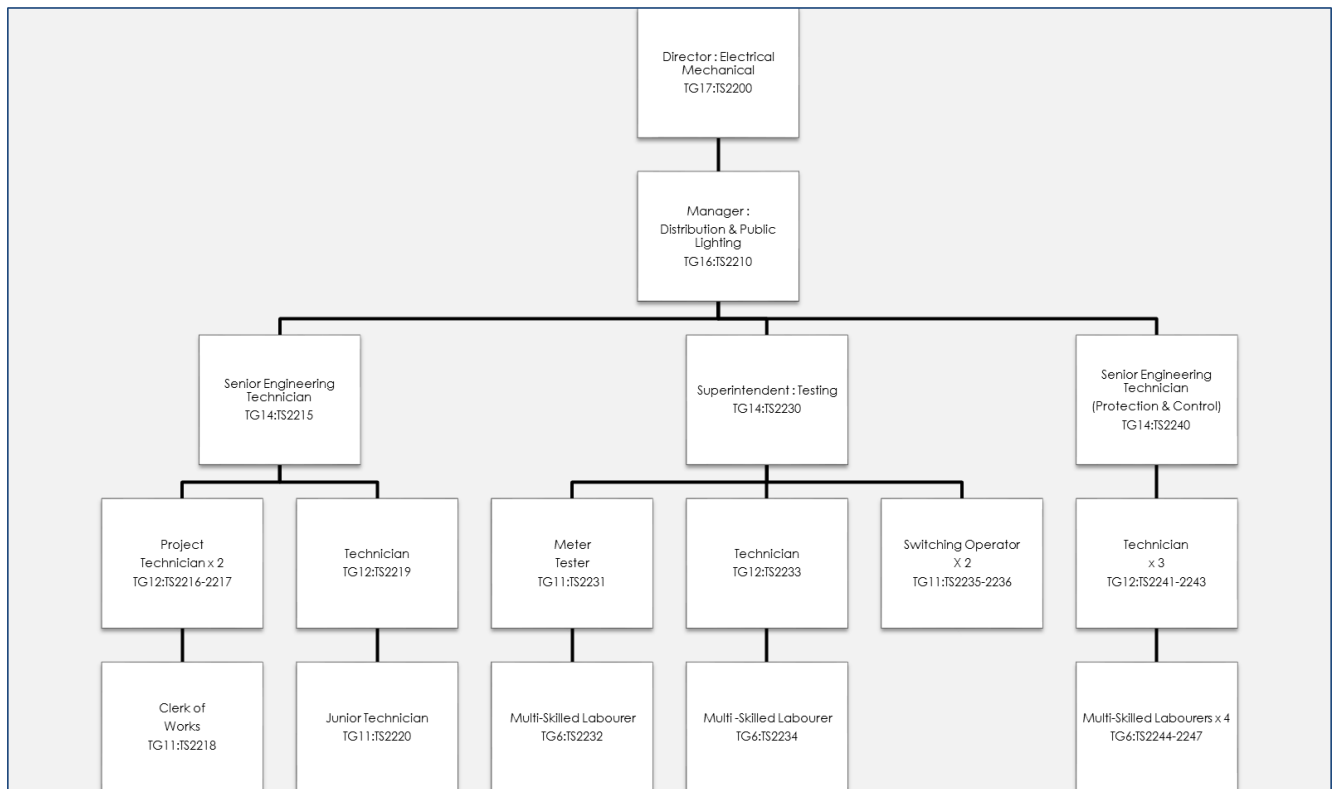 Director : Electrical
Mechanical
TG17:TS2200
Manager :
Distribution & Public
Lighting
TG16:TS2210
Senior Engineering
Technician
TG14:TS2215
Superintendent : Testing
TG14:TS2230
Senior Engineering
Technician
(Protection & Control)
TG14:TS2240
Project
Technician x 2
TG12:TS2216-2217
Technician
TG12:TS2219
Meter
Tester
TG11:TS2231
Technician
TG12:TS2233
Switching Operator
X 2
TG11:TS2235-2236
Technician
x 3
TG12:TS2241-2243
Clerk of
Works
TG11:TS2218
Junior Technician
TG11:TS2220
Multi-Skilled Labourer
TG6:TS2232
Multi -Skilled Labourer
TG6:TS2234
Multi-Skilled Labourers x 4
TG6:TS2244-2247